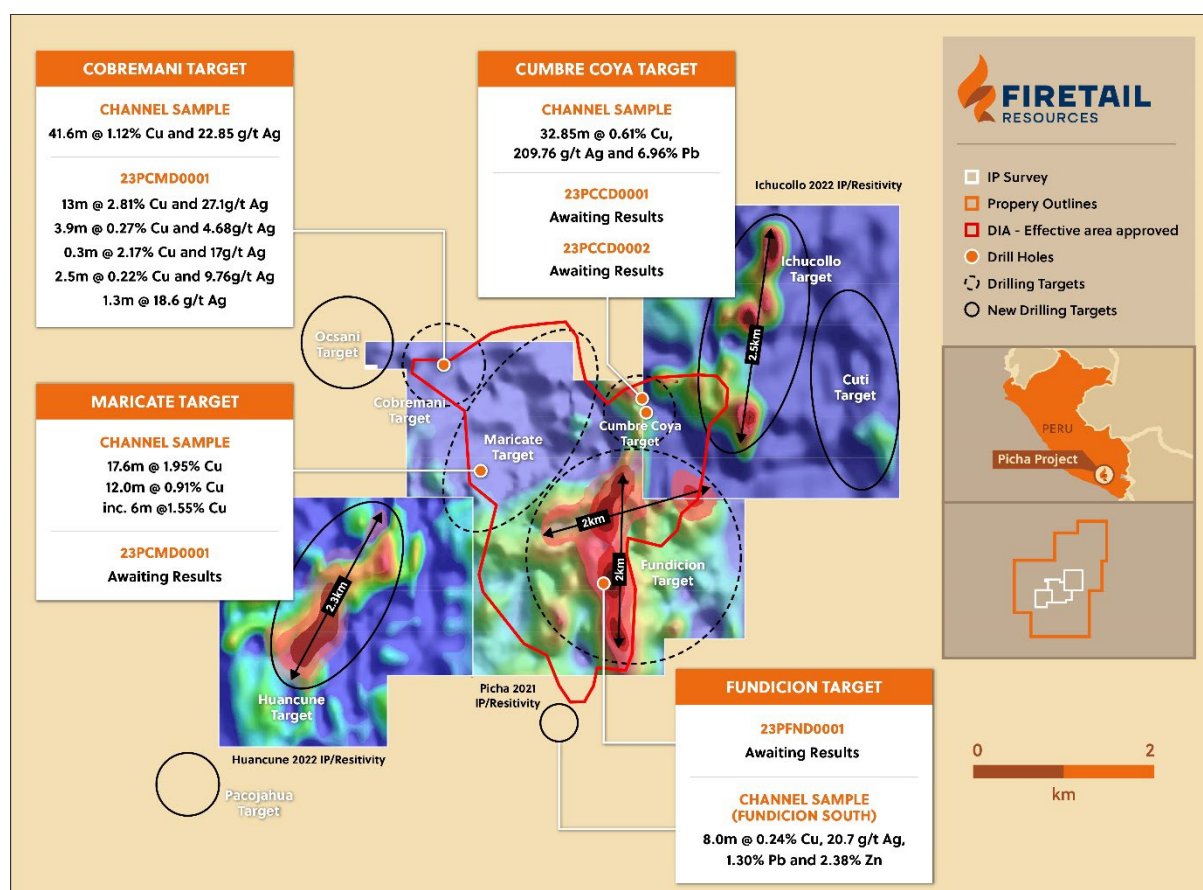 COBREMANI TARGET
CHANNEL SAMPLE
41.6m @ 1.12% Cu and 22.85 g/t Ag
23PCMD0001
13m @ 2.81% Cu and 27.1g/t Ag
3.9m @ 0.27% Cu and 4.68g/t Ag
0.3m @ 2.17% Cu and 17g/t Ag
2.5m @ 0.22% Cu and 9.76g/t Ag
1.3m @ 18.6 g/t Ag
CUMBRE COYA TARGET
CHANNEL SAMPLE
32.85m @ 0.61% Cu,
209.76 g/t Ag and 6.96% Pb
23PCCD0001
Awaiting Results
23PCCD0002
Awaiting Results
FIRETAIL
RESOURCES
IP Survey
Propery Outlines
DIA - Effective area approved
Drill Holes
Drilling Targets
New Drilling Targets
Ichucollo 2022 IP/Resitivity
Ichucollo
Target
2.5km
Cuti
Target
Ocsani
Target
Cobremani
Target
Maricate
Target
Cumbre Coya
Target
MARICATE TARGET
CHANNEL SAMPLE
17.6m @ 1.95% Cu
12.0m @ 0.91% Cu
inc. 6m @1.55% Cu
23PCMD0001
Awaiting Results
PERU
Picha Project
2km
2km
Fundicion
Target
2.3km
Huancune
Target
Picha 2021
IP/Resitivity
Huancune 2022 IP/Resitivity
Pacojahua
Target
FUNDICION TARGET
23PFND0001
Awaiting Results
CHANNEL SAMPLE
(FUNDICION SOUTH)
8.0m @ 0.24% Cu, 20.7 g/t Ag,
1.30% Pb and 2.38% Zn
0 2
km